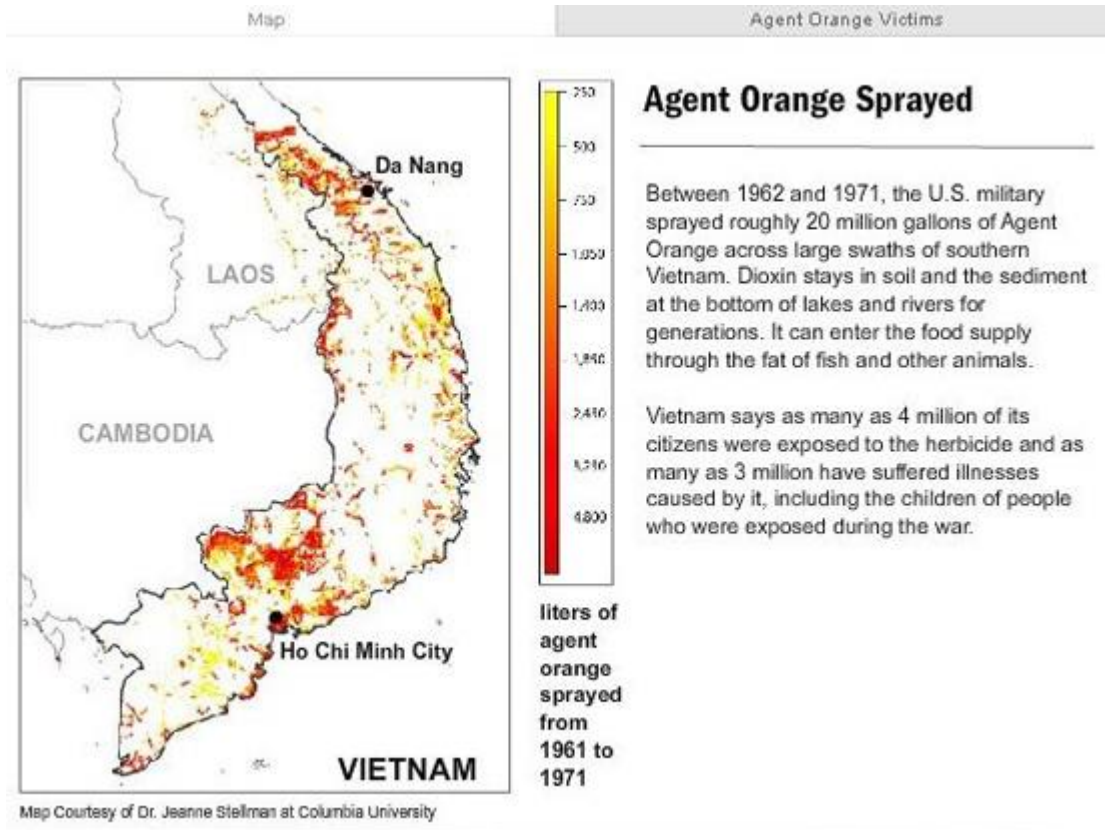 Map
Agent Orange Victims
Da Nang
LAOS
CAMBODIA
Ho Chi Minh City
VIETNAM
Map Courtesy of Dr. Jeanne Stellman at Columbia University
250
500
750
1,050
1,400
4,800
liters of
agent
orange
sprayed
from
1961 to
1971
Agent Orange Sprayed
Between 1962 and 1971, the U.S. military
sprayed roughly 20 million gallons of Agent
Orange across large swaths of southern
Vietnam. Dioxin stays in soil and the sediment
at the bottom of lakes and rivers for
generations. It can enter the food supply
through the fat of fish and other animals.
Vietnam says as many as 4 million of its
citizens were exposed to the herbicide and as
many as 3 million have suffered illnesses
caused by it, including the children of people
who were exposed during the war.